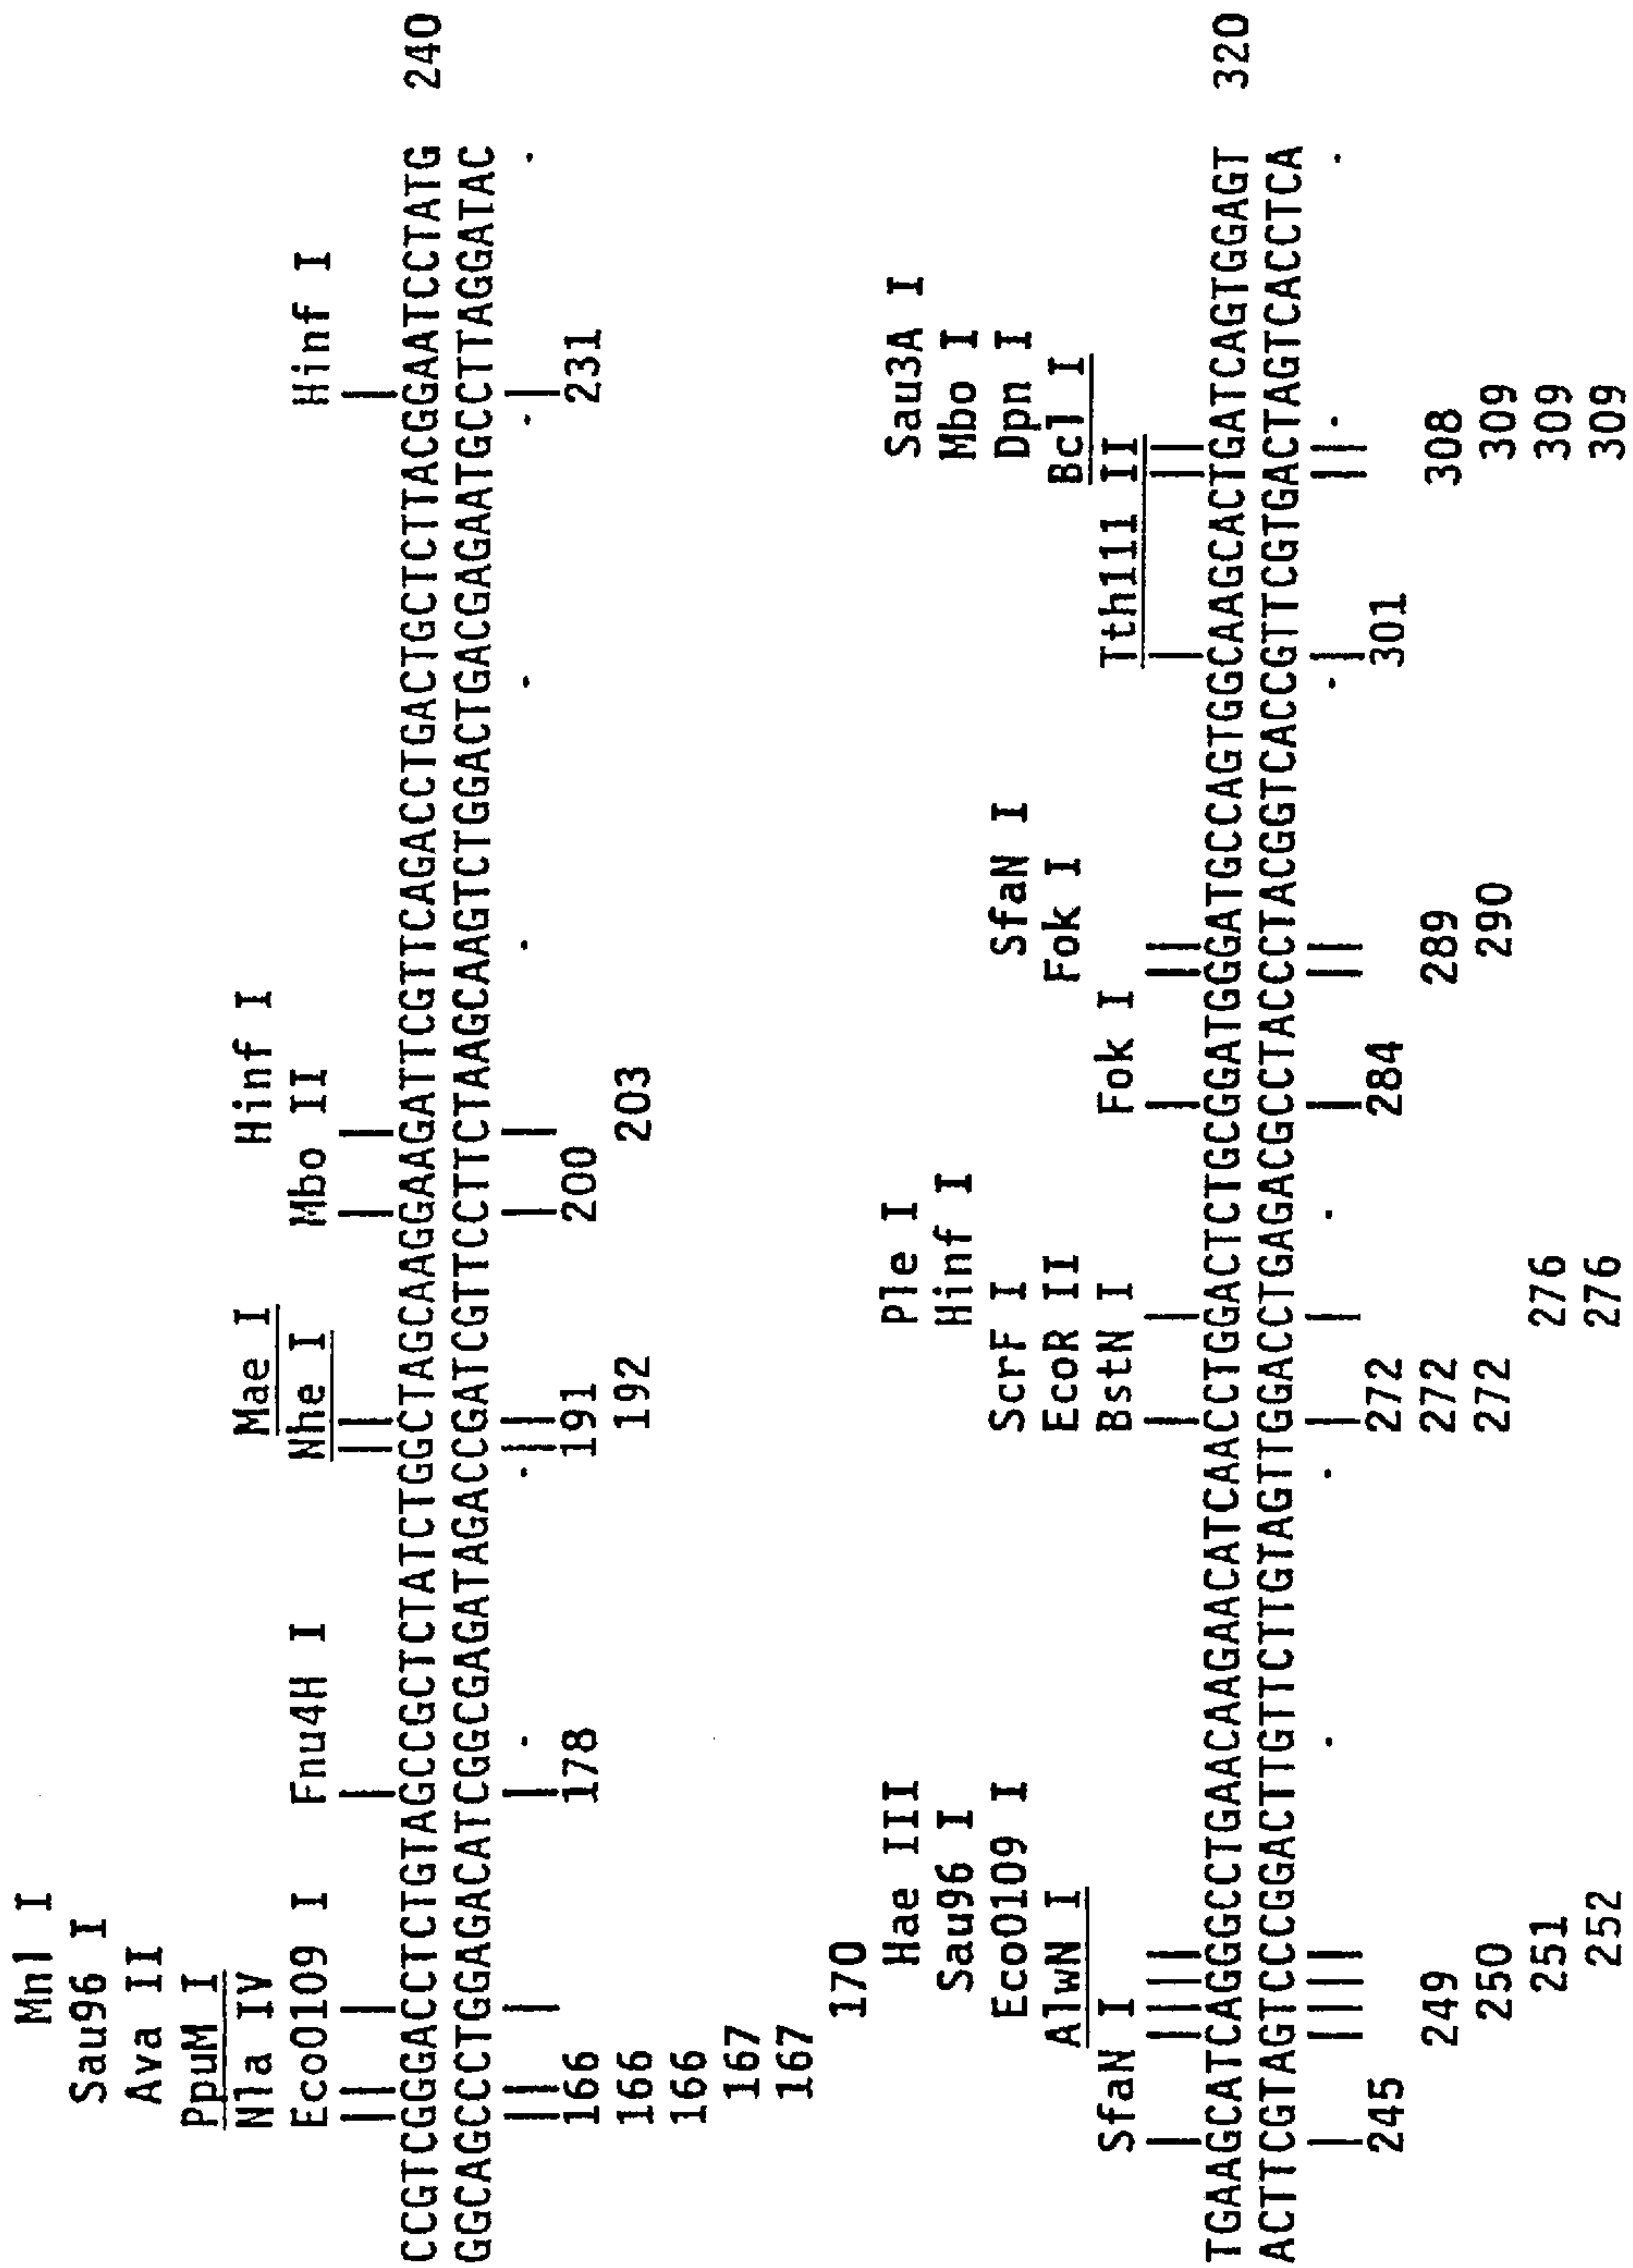 Mnl I
Sau96 I
Ava II
PpuM I
Nla IV Mae I Hinf I
EcoO109 I Fnu4H I Nhe I Mbo II Hinf I
CCGTCGGGACCTCTGTAGCCGCTCTATCTGGCTAGCAAGGAAGATTCGTTCAGACCTGACTGCTCTTACGGAATCCTATG 240
GGCAGCCCTGGAGACATCGGCGAGATAGACCGATCGTTCCTTCTAAGCAAGTCTGGACTGACGAGAATGCCTTAGGATAC
166 178 191 200 231
166 192 203
166
167
167
170
Hae III Ple I Sau3A I
Sau96 I Hinf I Mbo I
EcoO109 I ScrF I SfaN I Dpn I
AlwN I EcoR II Fok I Bcl I
SfaN I BstN I Fok I Tth111 II
TGAAGCATCAGGGCCTGAACAAGAACATCAACCTGGACTCTGCGGATGGGATGCCAGTGGCAAGCACTGATCAGTGGAGT 320
ACTTCGTAGTCCCGGACTTGTTCTTGTAGTTGGACCTGAGACGCCTACCCTACGGTCACCGTTCGTGACTAGTCACCTCA
245 272 284 301
249 272 289 308
250 272 290 309
251 276 309
252 276 309